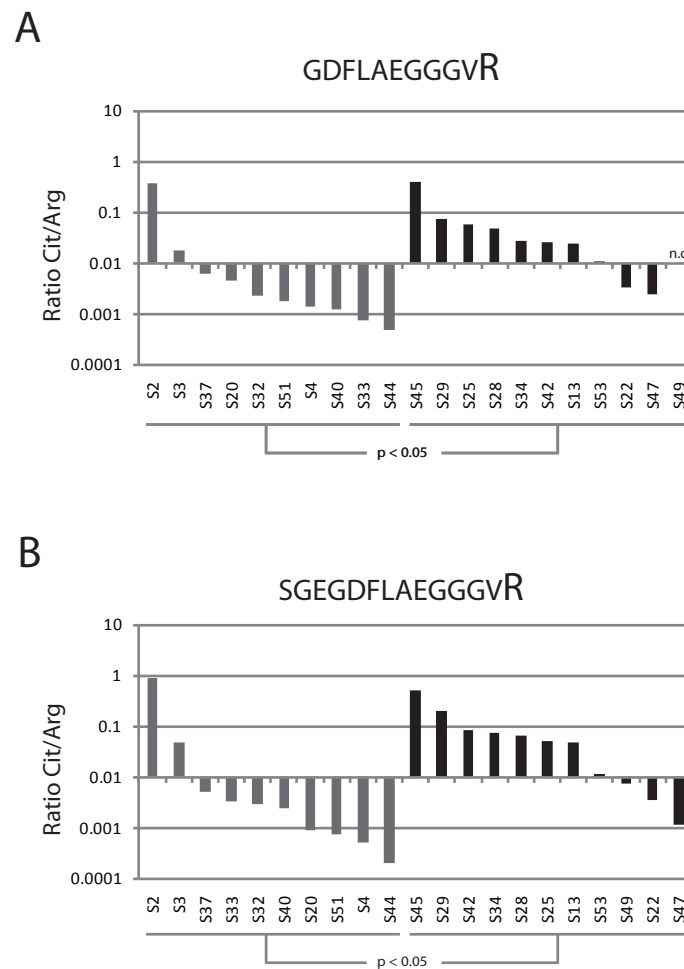 A
GDFLAEGGGVR
Ratio Cit/Arg
10
1
0.1
0.01
0.001
0.0001
n.d
S2 S3 S37 S20 S32 S51 S4 S40 S33 S44 S45 S29 S25 S28 S34 S42 S13 S53 S22 S47 S49
p < 0.05
B
SGEGDFLAEGGGVR
Ratio Cit/Arg
10
1
0.1
0.01
0.001
0.0001
S2 S3 S37 S33 S32 S40 S20 S51 S4 S44 S45 S29 S42 S34 S28 S25 S13 S53 S49 S22 S47
p < 0.05